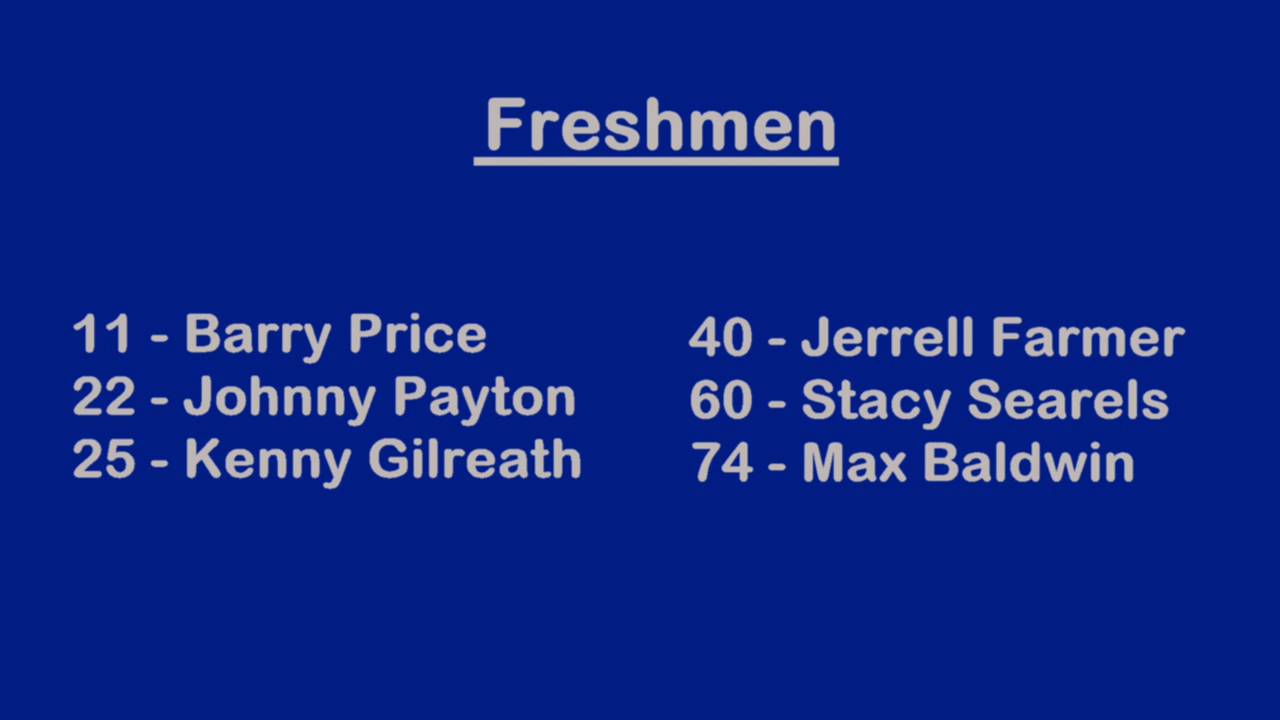 Freshmen
11 - Barry Price
22 - Johnny Payton
25 - Kenny Gilreath
40 - Jerrell Farmer
60 - Stacy Searels
74 - Max Baldwin